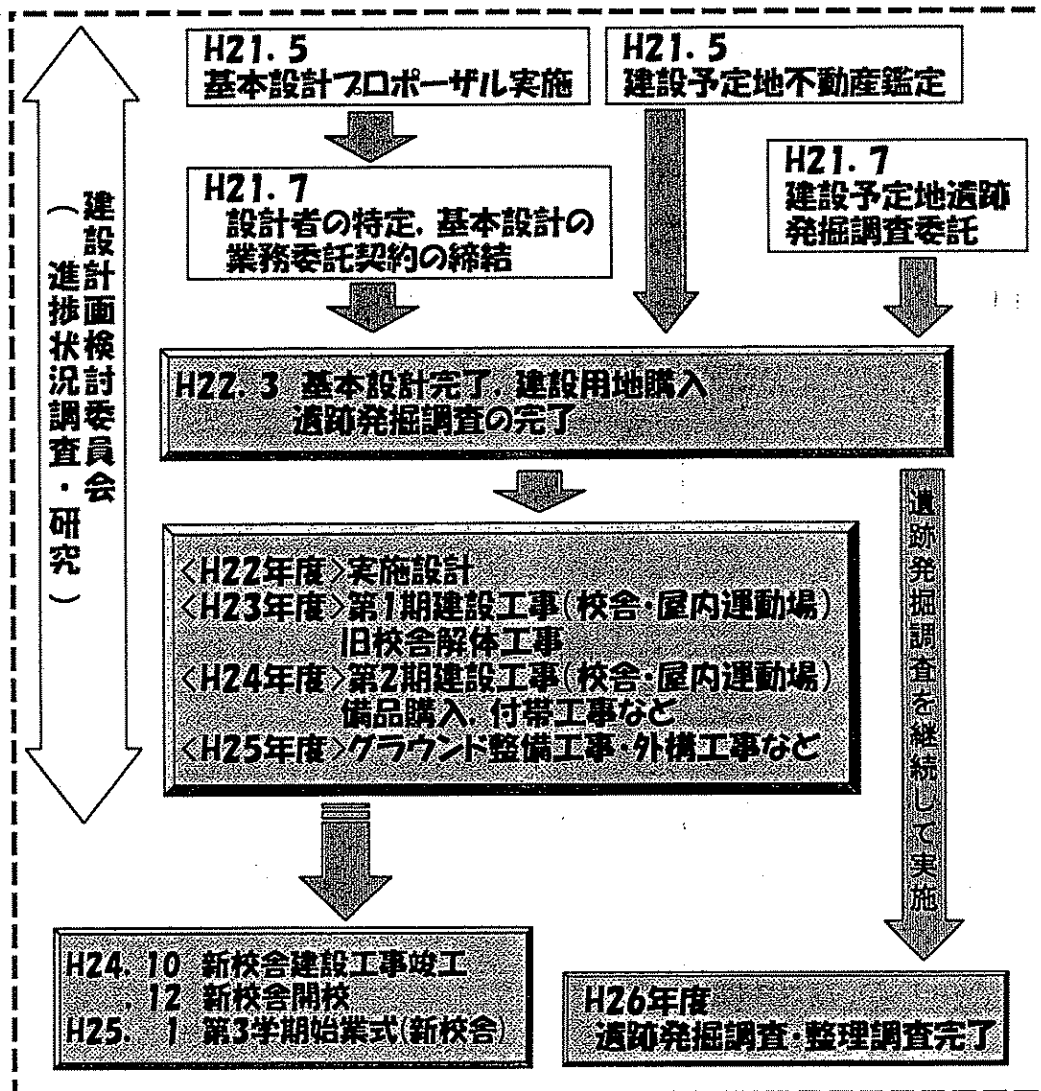 H21.5
基本設計プロポーザル実施
H21.5
建設予定地不動産鑑定
H21.7
設計者の特定，基本設計の
業務委託契約の締結
H21.7
建設予定地遺跡
発掘調査委託
建設計画検討委員会
（進捗状況調査・研究）
H22.3 基本設計完了，建設用地購入
遺跡発掘調査の完了
<H22年度>実施設計
<H23年度>第1期建設工事(校舎・屋内運動場)
旧校舎解体工事
<H24年度>第2期建設工事(校舎・屋内運動場)
備品購入，付帯工事など
<H25年度>グラウンド整備工事・外構工事など
遺跡発掘調査を継続して実施
H24.10 新校舎建設工事竣工
.12 新校舎開校
H25.1 第3学期始業式(新校舎)
H26年度
遺跡発掘調査・整理調査完了